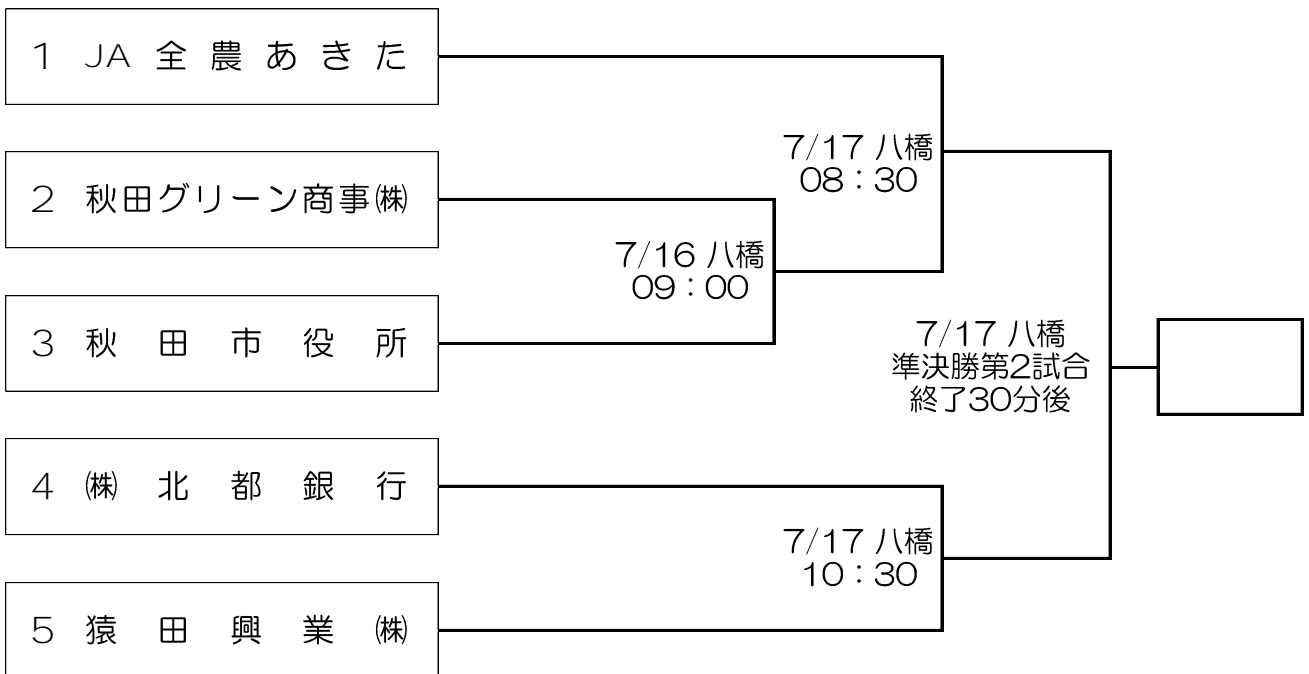 1 JA 全農あきた
2 秋田グリーン商事㈱
3 秋田市役所
4 ㈱北都銀行
5 猿田興業㈱
7/16 八橋
09：00
7/17 八橋
08：30
7/17 八橋
10：30
7/17 八橋
準決勝第2試合
終了30分後